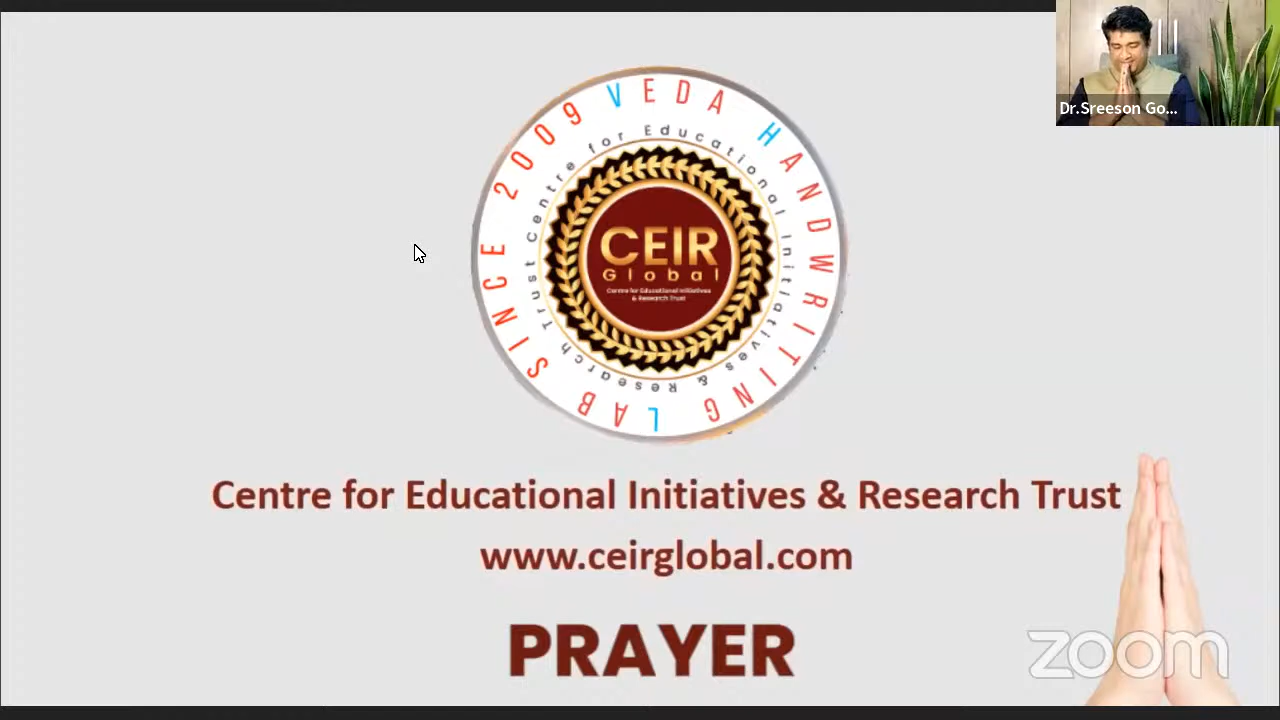 Dr.Sreeson Go...
SINCE 2009 VEDA HANDWRITING LAB
Centre for Educational Initiatives & Research Trust
CEIR
Global
Centre for Educational Initiatives
& Research Trust
Centre for Educational Initiatives & Research Trust
www.ceirglobal.com
PRAYER
zoom